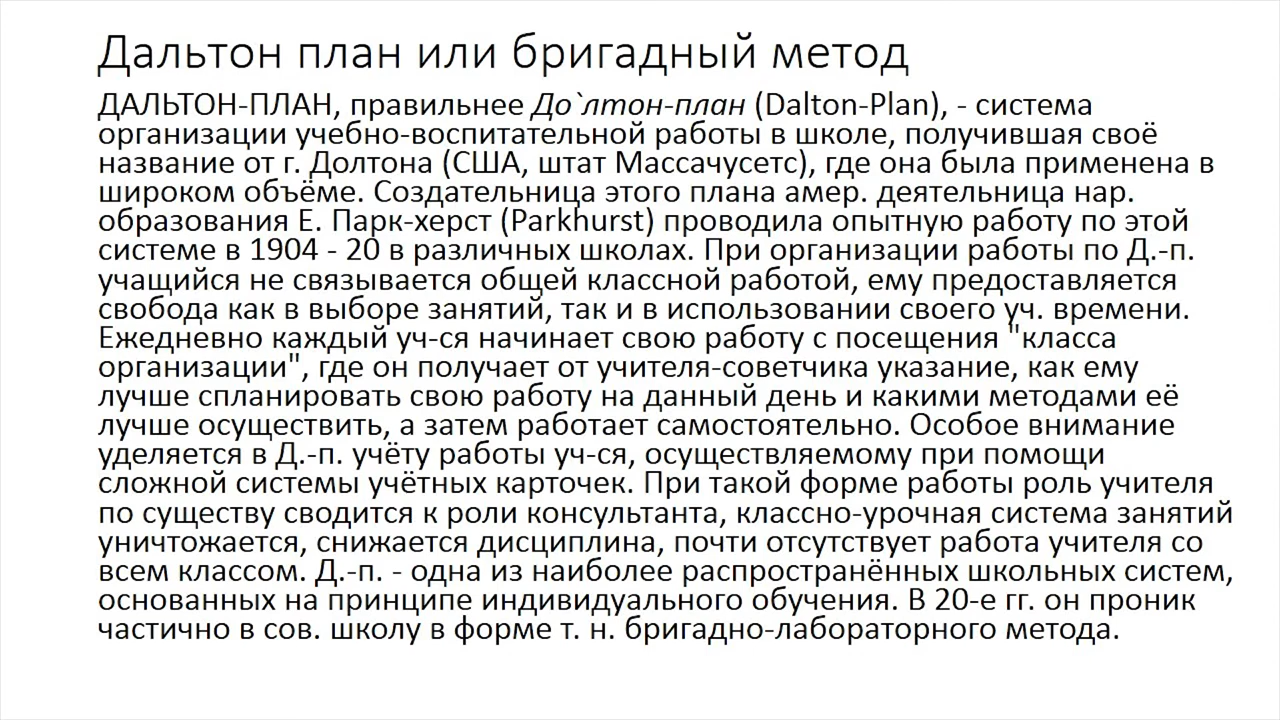 Дальтон план или бригадный метод
ДАЛЬТОН-ПЛАН, правильнее До`лтон-план (Dalton-Plan), - система
организации учебно-воспитательной работы в школе, получившая своё
название от г. Долтона (США, штат Массачусетс), где она была применена в
широком объёме. Создательница этого плана амер. деятельница нар.
образования Е. Парк-херст (Parkhurst) проводила опытную работу по этой
системе в 1904 - 20 в различных школах. При организации работы по Д.-п.
учащийся не связывается общей классной работой, ему предоставляется
свобода как в выборе занятий, так и в использовании своего уч. времени.
Ежедневно каждый уч-ся начинает свою работу с посещения "класса
организации", где он получает от учителя-советчика указание, как ему
лучше спланировать свою работу на данный день и какими методами её
лучше осуществить, а затем работает самостоятельно. Особое внимание
уделяется в Д.-п. учёту работы уч-ся, осуществляемому при помощи
сложной системы учётных карточек. При такой форме работы роль учителя
по существу сводится к роли консультанта, классно-урочная система занятий
уничтожается, снижается дисциплина, почти отсутствует работа учителя со
всем классом. Д.-п. - одна из наиболее распространённых школьных систем,
основанных на принципе индивидуального обучения. В 20-е гг. он проник
частично в сов. школу в форме т. н. бригадно-лабораторного метода.